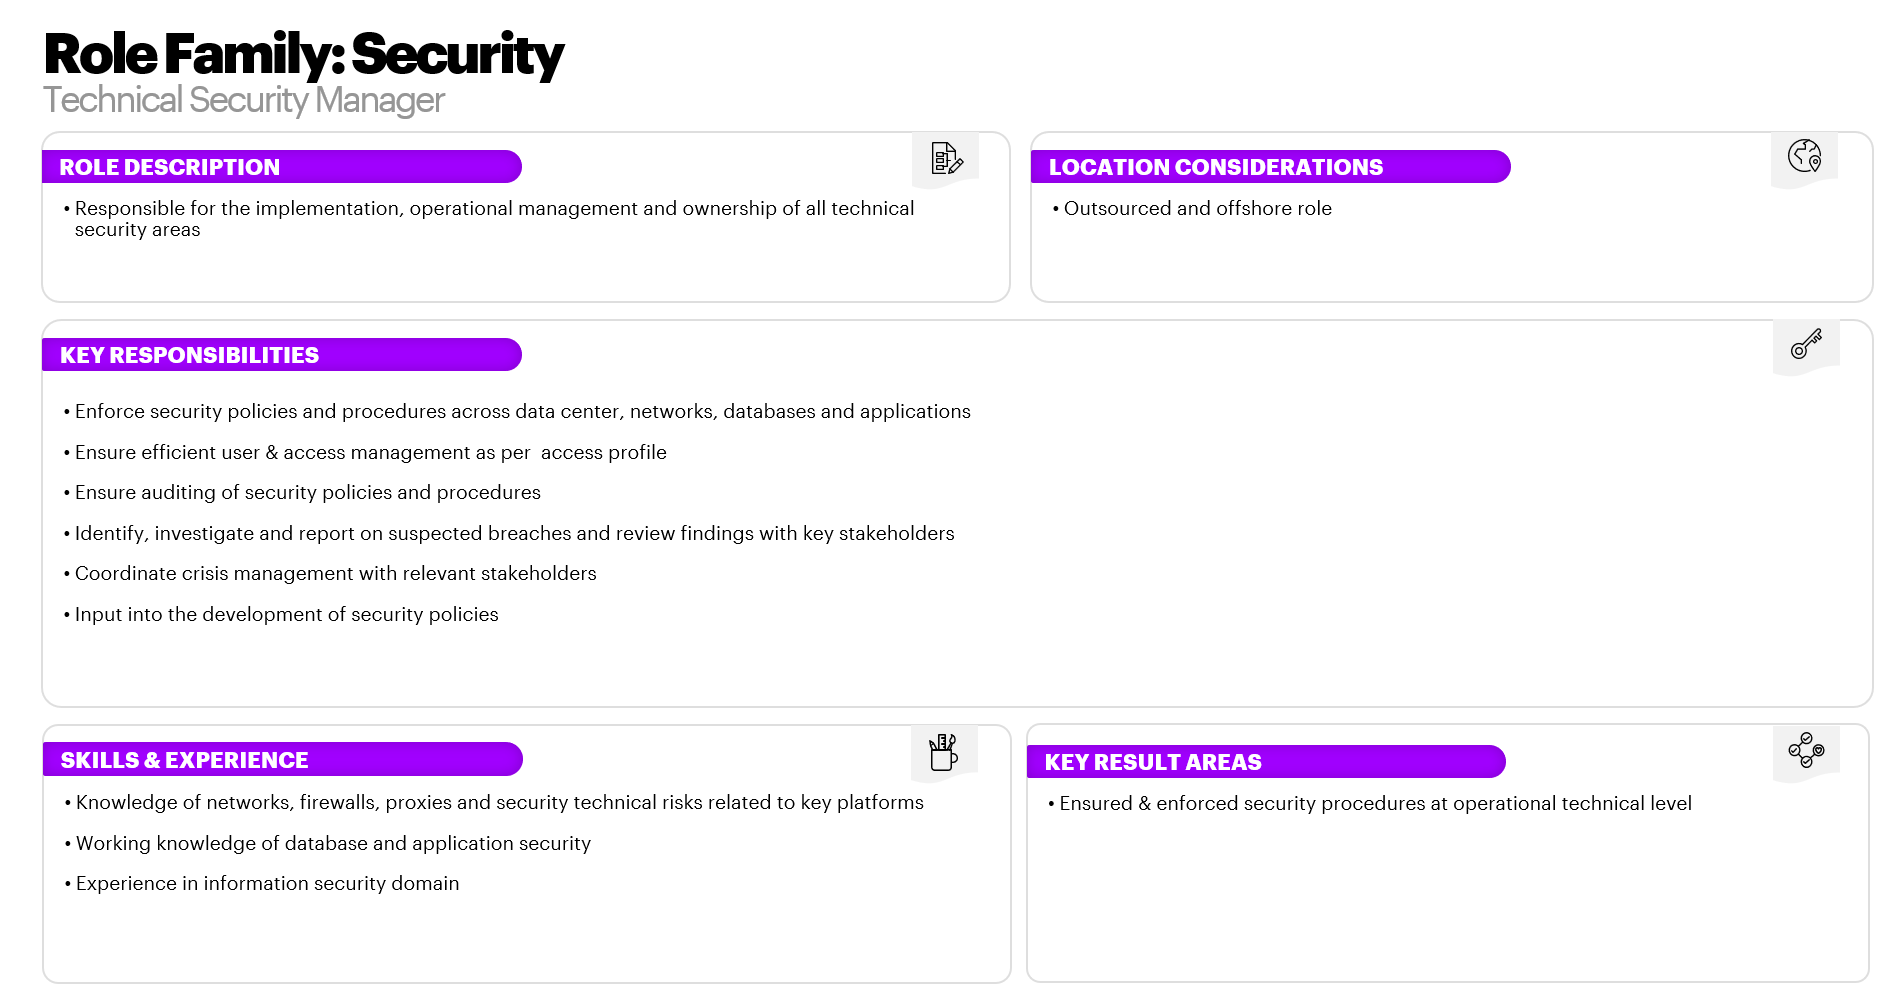 Role Family: Security
Technical Security Manager
ROLE DESCRIPTION
• Responsible for the implementation, operational management and ownership of all technical
security areas
LOCATION CONSIDERATIONS
• Outsourced and offshore role
KEY RESPONSIBILITIES
• Enforce security policies and procedures across data center, networks, databases and applications
• Ensure efficient user & access management as per  access profile
• Ensure auditing of security policies and procedures
• Identify, investigate and report on suspected breaches and review findings with key stakeholders
• Coordinate crisis management with relevant stakeholders
• Input into the development of security policies
SKILLS & EXPERIENCE
• Knowledge of networks, firewalls, proxies and security technical risks related to key platforms
• Working knowledge of database and application security
• Experience in information security domain
KEY RESULT AREAS
• Ensured & enforced security procedures at operational technical level